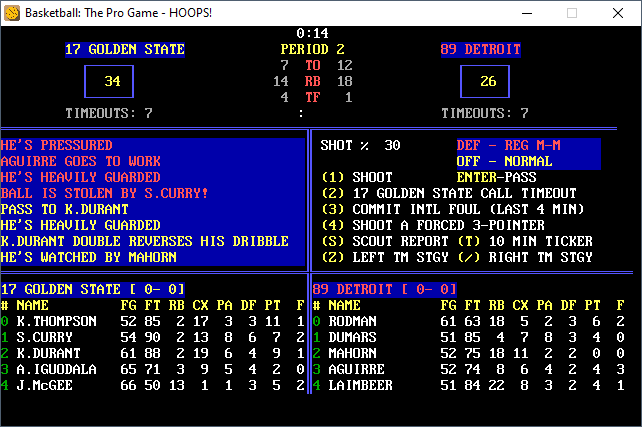 Basketball: The Pro Game - HOOPS!
0:14
17 GOLDEN STATE PERIOD 2 89 DETROIT
7 TO 12
34 14 RB 18 26
4 TF 1
TIMEOUTS: 7 : TIMEOUTS: 7
HE'S PRESSURED
AGUIRRE GOES TO WORK
HE'S HEAVILY GUARDED
BALL IS STOLEN BY S.CURRY!
PASS TO K.DURANT
HE'S HEAVILY GUARDED
K.DURANT DOUBLE REVERSES HIS DRIBBLE
HE'S WATCHED BY MAHORN
SHOT % 30 DEF - REG M-M
OFF - NORMAL
(1) SHOOT ENTER-PASS
(2) 17 GOLDEN STATE CALL TIMEOUT
(3) COMMIT INTL FOUL (LAST 4 MIN)
(4) SHOOT A FORCED 3-POINTER
(S) SCOUT REPORT (T) 10 MIN TICKER
(Z) LEFT TM STGY (/) RIGHT TM STGY
17 GOLDEN STATE [ 0- 0]
# NAME FG FT RB CX PA DF PT F
0 K.THOMPSON 52 85 2 17 3 3 11 1
1 S.CURRY 54 90 2 13 8 6 7 2
2 K.DURANT 61 88 2 19 6 4 9 1
3 A.IGUODALA 65 71 3 9 5 4 2 0
4 J.McGEE 66 50 13 1 1 3 5 2
89 DETROIT [ 0- 0]
# NAME FG FT RB CX PA DF PT F
0 RODMAN 61 63 18 5 2 3 6 2
1 DUMARS 51 85 4 7 8 3 4 0
2 MAHORN 52 75 18 11 2 2 0 0
3 AGUIRRE 52 74 8 6 4 2 4 3
4 LAIMBEER 51 84 22 8 3 2 4 1